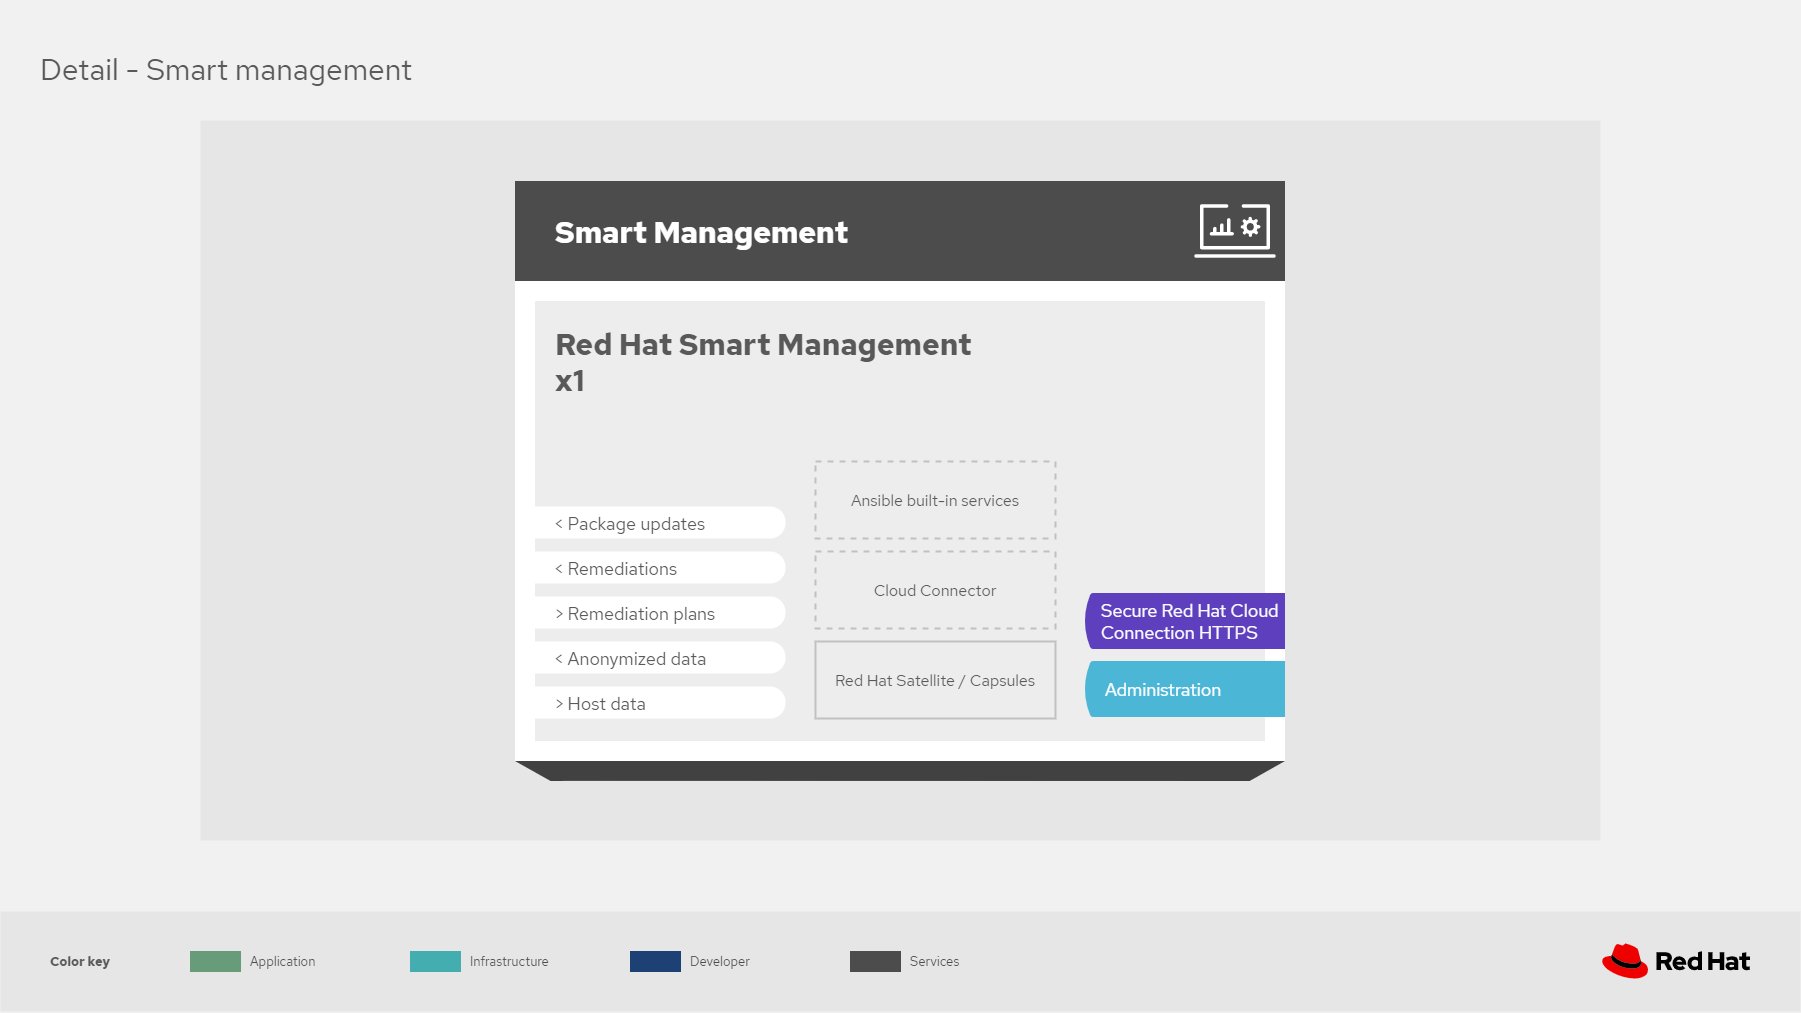 Detail - Smart management
Smart Management
Red Hat Smart Management
x1
Ansible built-in services
< Package updates
< Remediations
Cloud Connector
> Remediation plans
Secure Red Hat Cloud
Connection HTTPS
< Anonymized data
Red Hat Satellite / Capsules
Administration
> Host data
Color key
Application
Infrastructure
Developer
Services
Red Hat